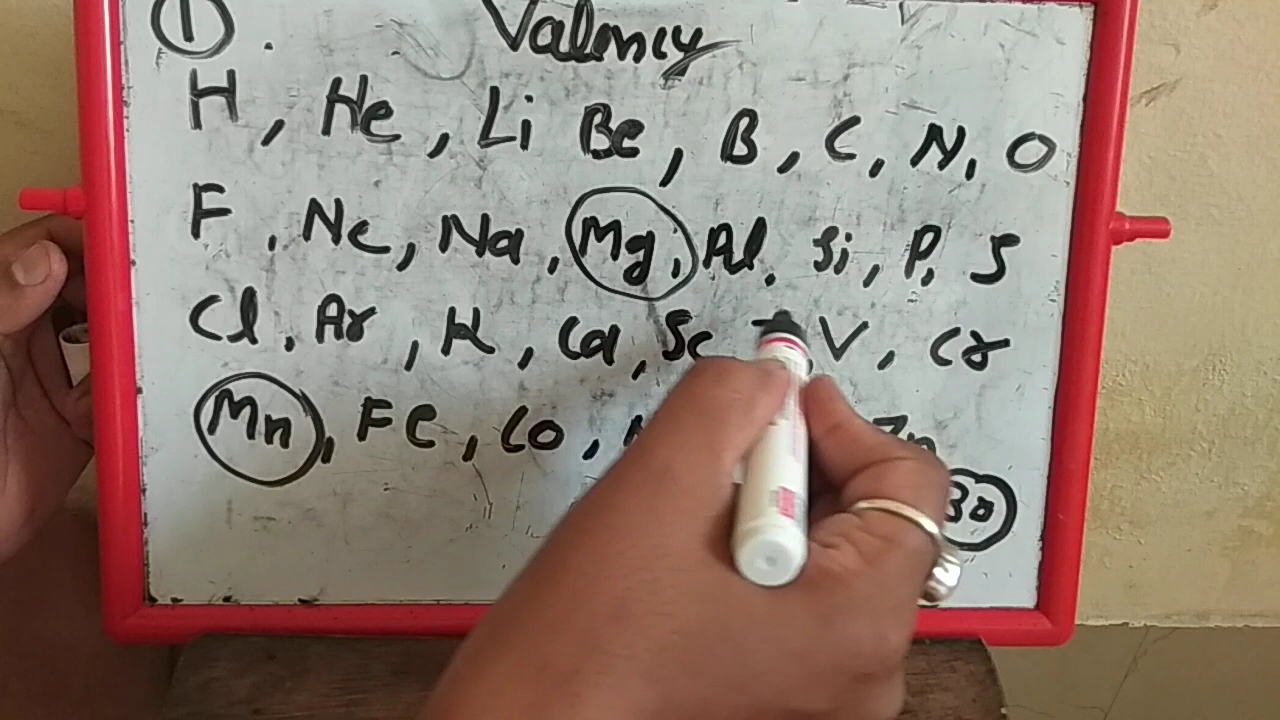 ① . Valency
H , He , Li Be , B , C , N , O
F , Ne , Na , Mg , Al , Si , P , S
Cl , Ar , K , Ca , Sc V , Cr
Mn , Fe , Co , Zn
30